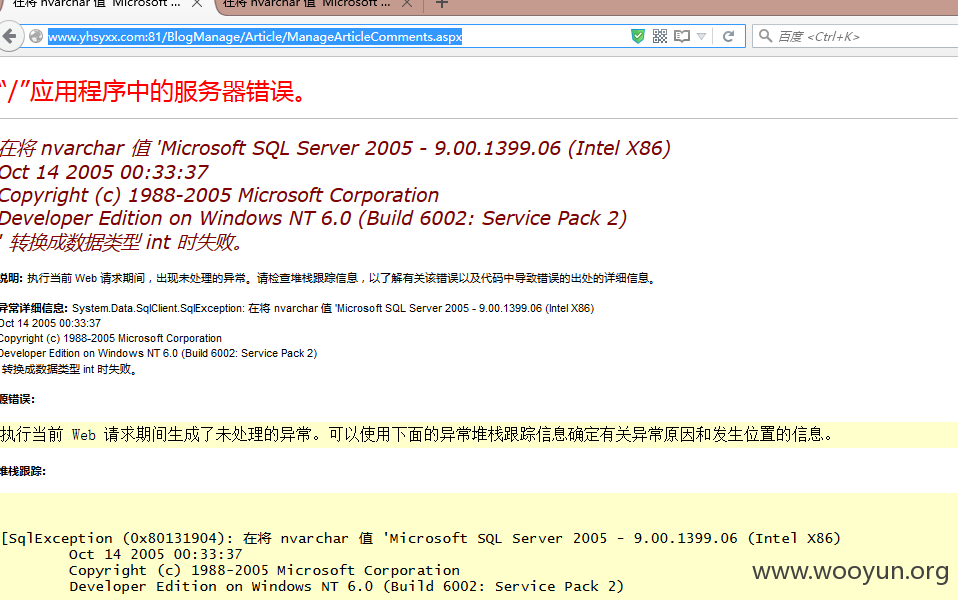 在将 nvarchar 值 'Microsoft ...
在将 nvarchar 值 'Microsoft ...
www.yhsyxx.com:81/BlogManage/Article/ManageArticleComments.aspx
百度 <Ctrl+K>
“/”应用程序中的服务器错误。
在将 nvarchar 值 'Microsoft SQL Server 2005 - 9.00.1399.06 (Intel X86)
Oct 14 2005 00:33:37
Copyright (c) 1988-2005 Microsoft Corporation
Developer Edition on Windows NT 6.0 (Build 6002: Service Pack 2)
' 转换成数据类型 int 时失败。
说明: 执行当前 Web 请求期间，出现未处理的异常。请检查堆栈跟踪信息，以了解有关该错误以及代码中导致错误的出处的详细信息。
异常详细信息: System.Data.SqlClient.SqlException: 在将 nvarchar 值 'Microsoft SQL Server 2005 - 9.00.1399.06 (Intel X86)
Oct 14 2005 00:33:37
Copyright (c) 1988-2005 Microsoft Corporation
Developer Edition on Windows NT 6.0 (Build 6002: Service Pack 2)
转换成数据类型 int 时失败。
源错误:
执行当前 Web 请求期间生成了未处理的异常。可以使用下面的异常堆栈跟踪信息确定有关异常原因和发生位置的信息。
堆栈跟踪:
[SqlException (0x80131904): 在将 nvarchar 值 'Microsoft SQL Server 2005 - 9.00.1399.06 (Intel X86)
Oct 14 2005 00:33:37
Copyright (c) 1988-2005 Microsoft Corporation
Developer Edition on Windows NT 6.0 (Build 6002: Service Pack 2)
www.wooyun.org